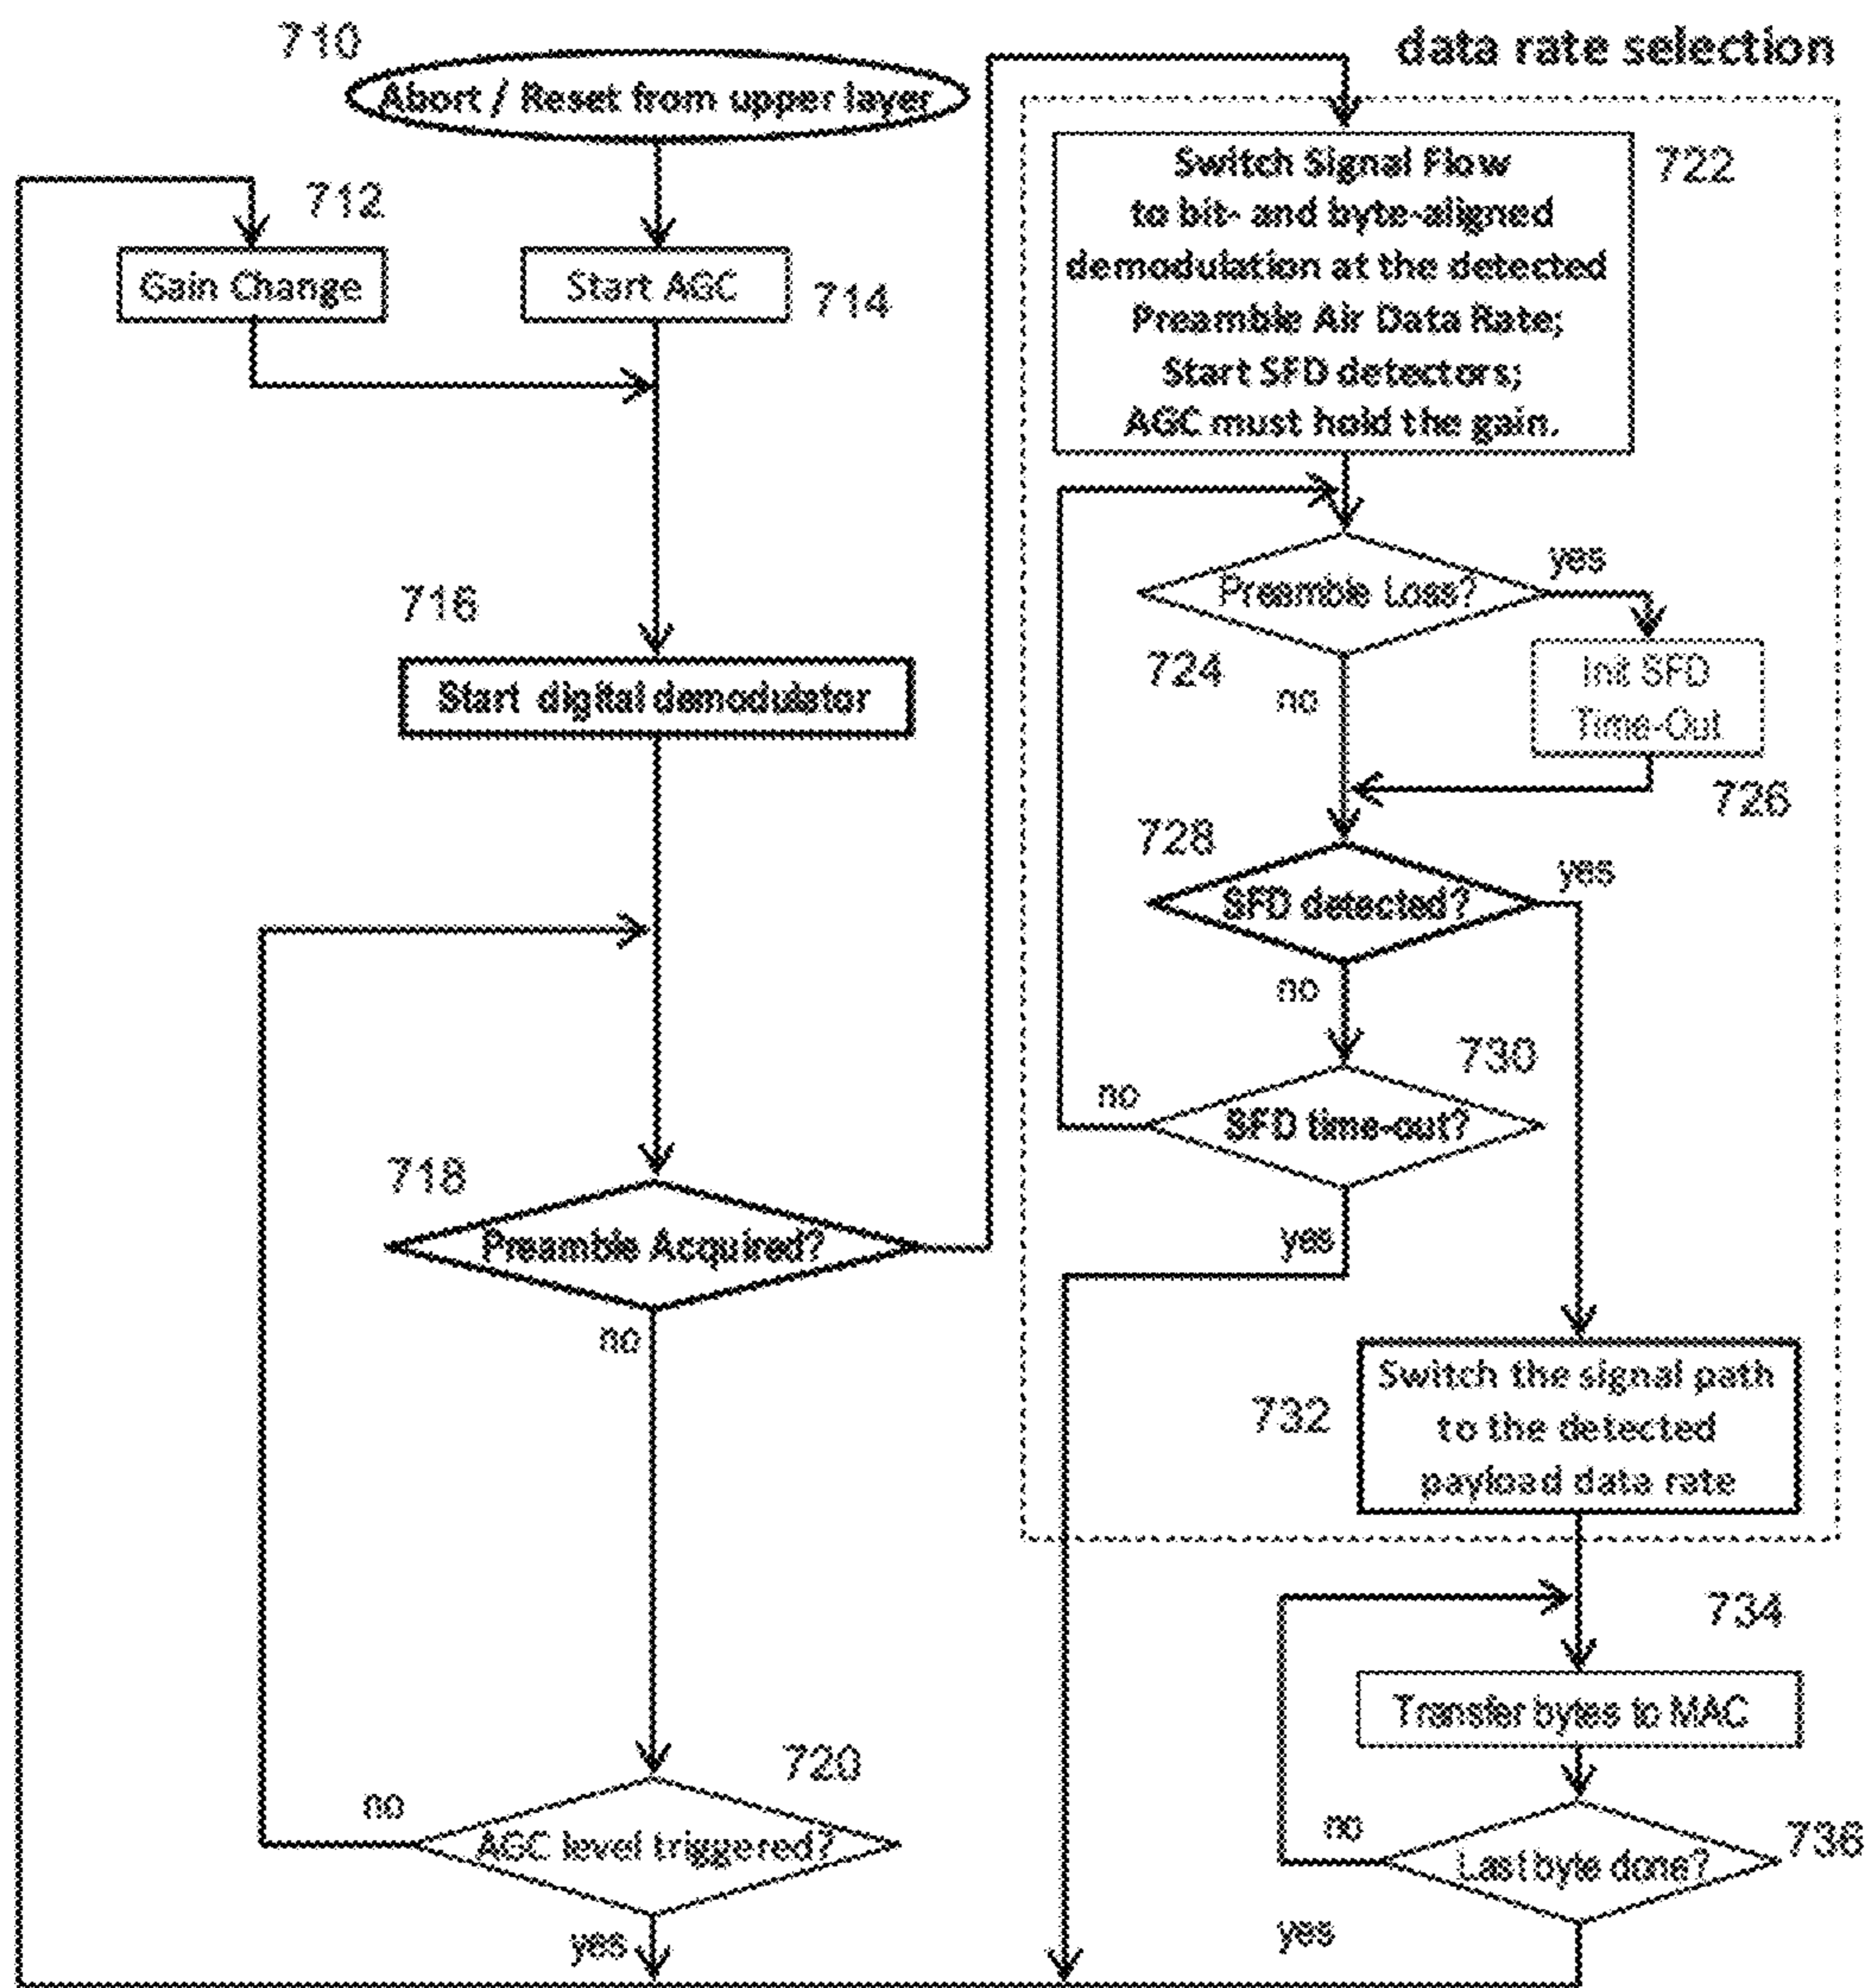 710
Abort / Reset from upper layer
712
Gain Change
Start AGC
714
716
Start digital demodulator
718
Preamble Acquired?
no
720
no
AGC level triggered?
yes
data rate selection
Switch Signal Flow
to bit- and byte-aligned
demodulation at the detected
Preamble Air Data Rate;
Start SFD detectors;
AGC must hold the gain.
722
Preamble Loss?
yes
724
no
Init SFD
Time-Out
726
728
SFD detected?
yes
no
730
no
SFD time-out?
yes
732
Switch the signal path
to the detected
payload data rate
734
Transfer bytes to MAC
no
Last byte done?
736
yes